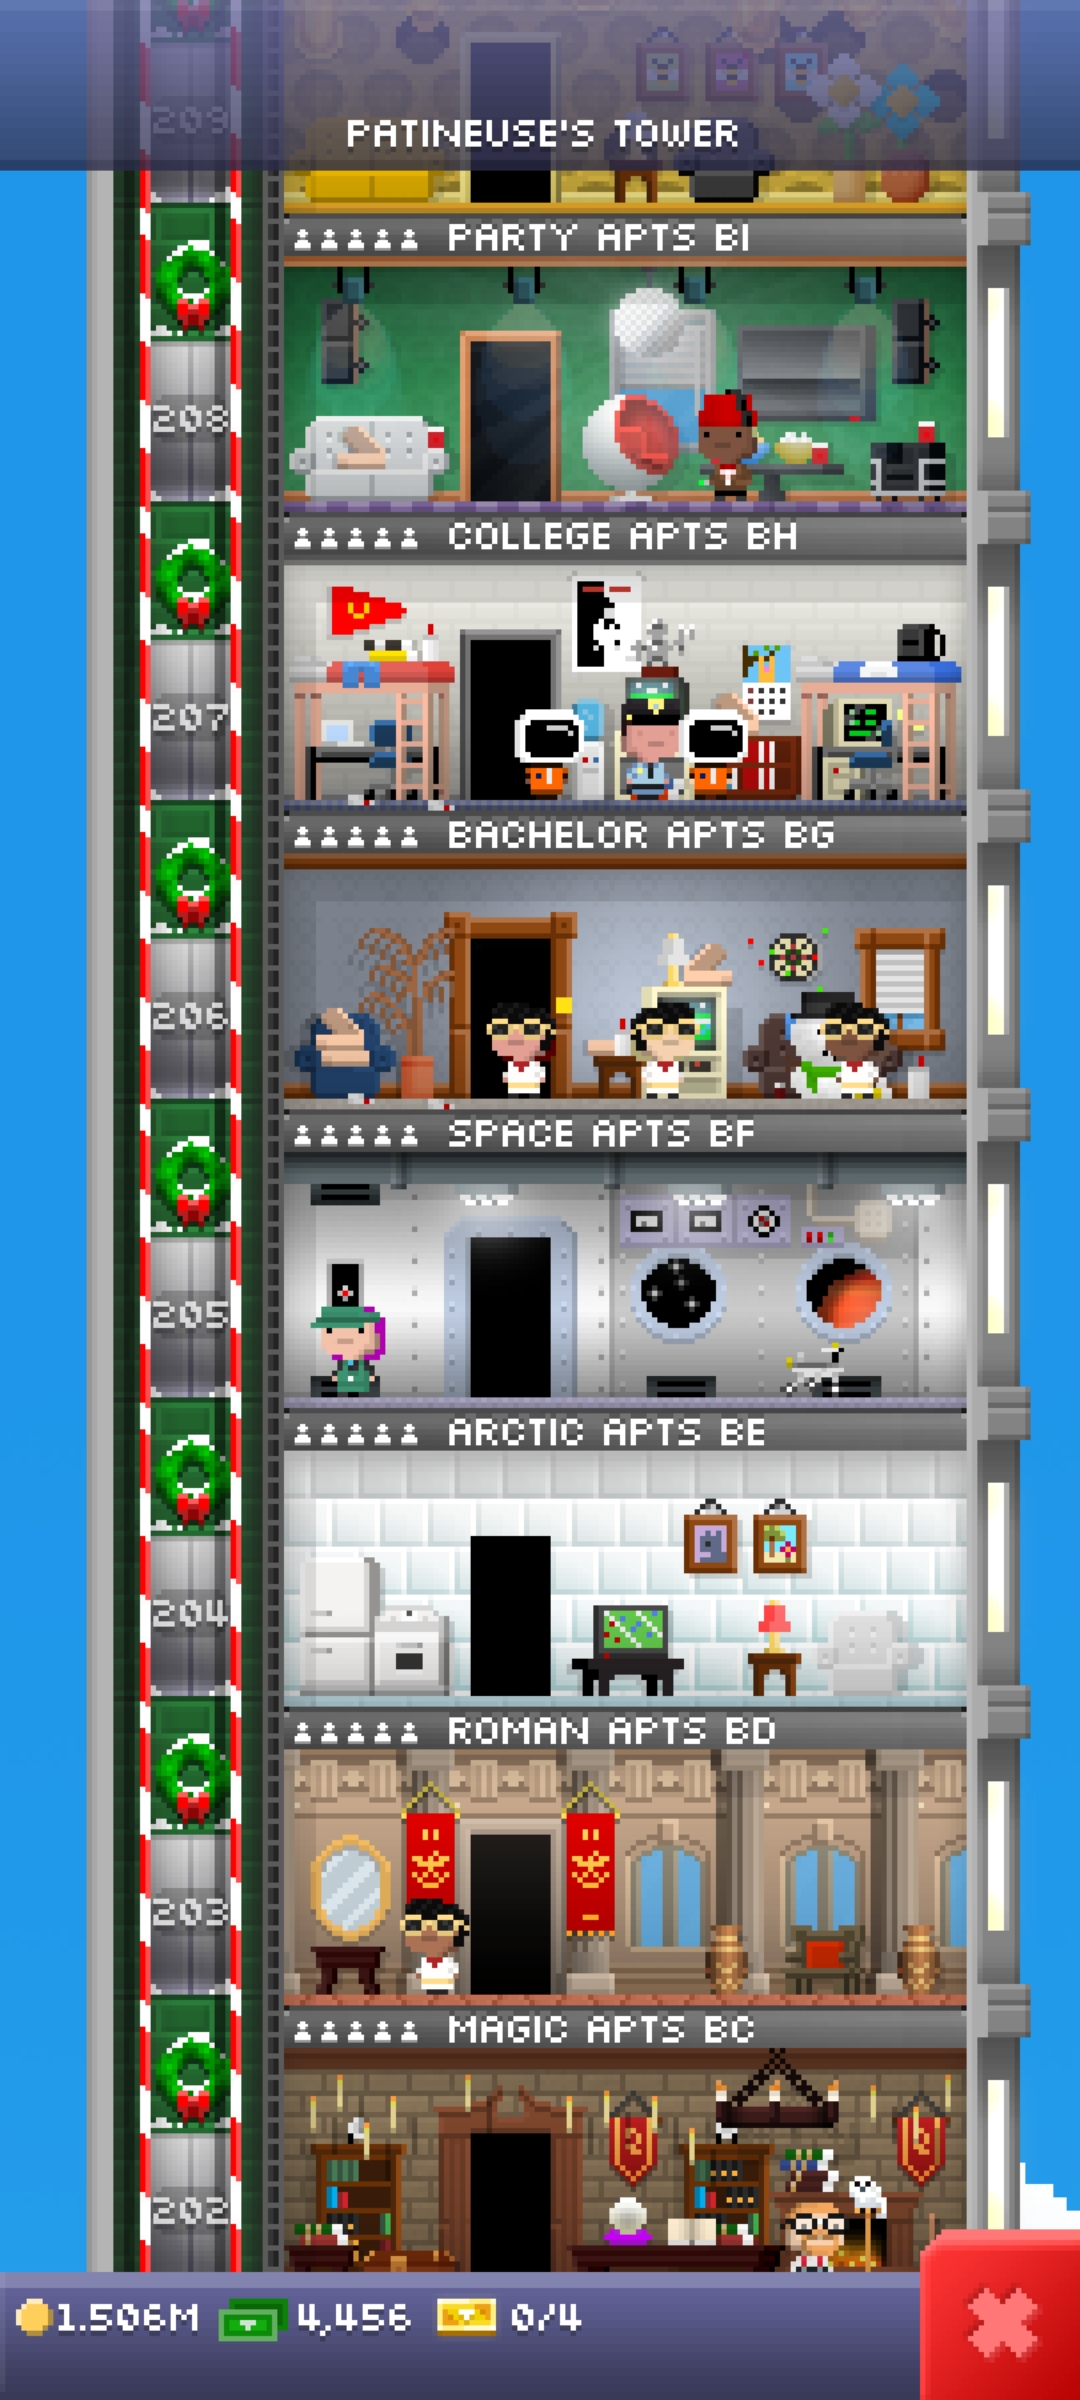 209
PATINEUSE'S TOWER
PARTY APTS BI
208
COLLEGE APTS BH
207
BACHELOR APTS BG
206
SPACE APTS BF
205
ARCTIC APTS BE
204
ROMAN APTS BD
203
MAGIC APTS BC
202
1.506M 4,456 0/4